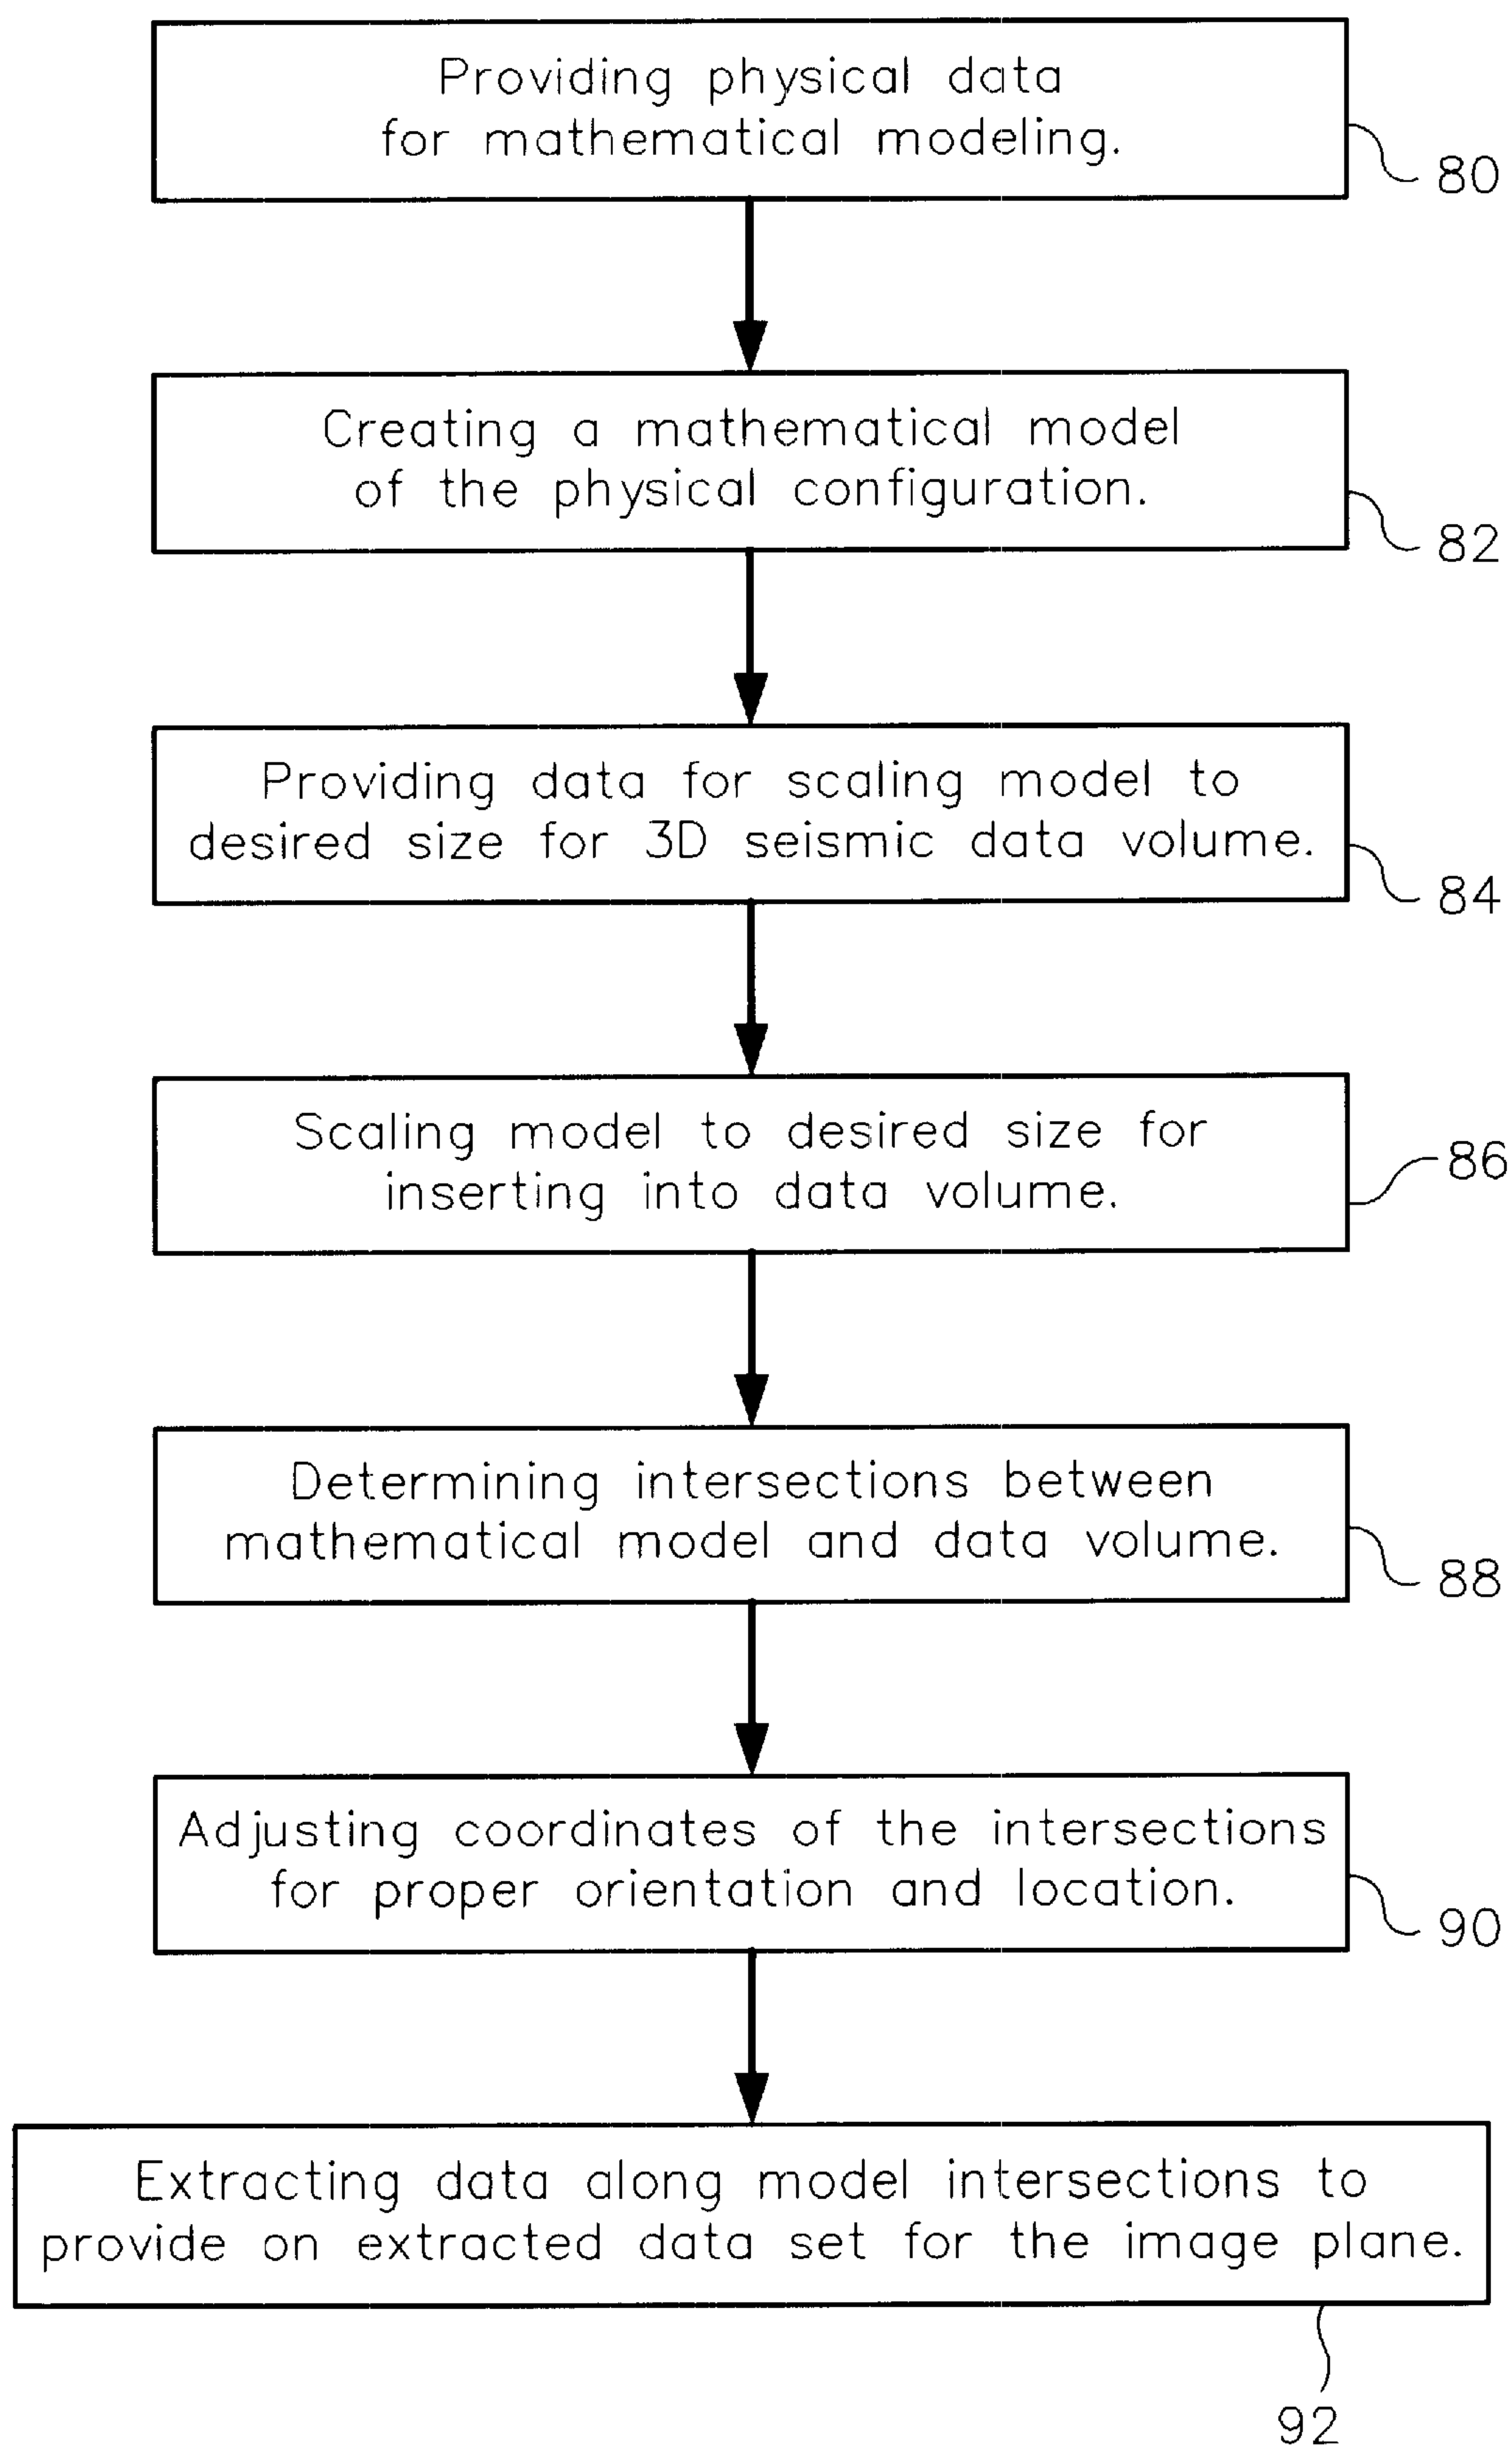 Providing physical data
for mathematical modeling.
80
Creating a mathematical model
of the physical configuration.
82
Providing data for scaling model to
desired size for 3D seismic data volume.
84
Scaling model to desired size for
inserting into data volume.
86
Determining intersections between
mathematical model and data volume.
88
Adjusting coordinates of the intersections
for proper orientation and location.
90
Extracting data along model intersections to
provide on extracted data set for the image plane.
92